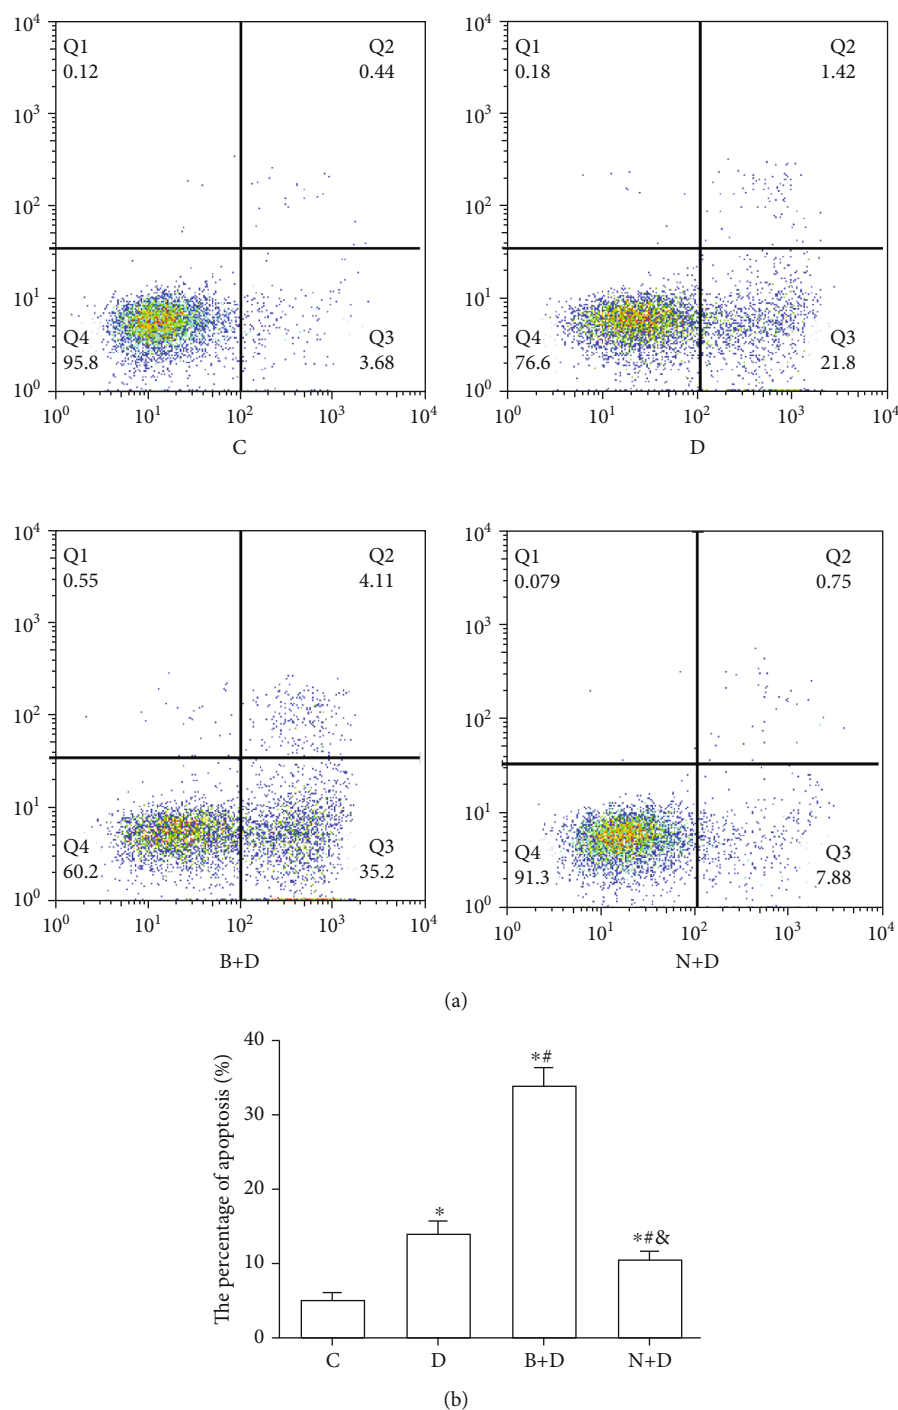 10⁴
Q1
0.12
Q2
0.44
10³
10²
10¹
Q4
95.8
Q3
3.68
10⁰
10⁰ 10¹ 10² 10³ 10⁴
C
10⁴
Q1
0.18
Q2
1.42
10³
10²
10¹
Q4
76.6
Q3
21.8
10⁰
10⁰ 10¹ 10² 10³ 10⁴
D
10⁴
Q1
0.55
Q2
4.11
10³
10²
10¹
Q4
60.2
Q3
35.2
10⁰
10⁰ 10¹ 10² 10³ 10⁴
B+D
10⁴
Q1
0.079
Q2
0.75
10³
10²
10¹
Q4
91.3
Q3
7.88
10⁰
10⁰ 10¹ 10² 10³ 10⁴
N+D
(a)
The percentage of apoptosis (%)
40
30
20
10
0
*
*#
*#&
C D B+D N+D
(b)